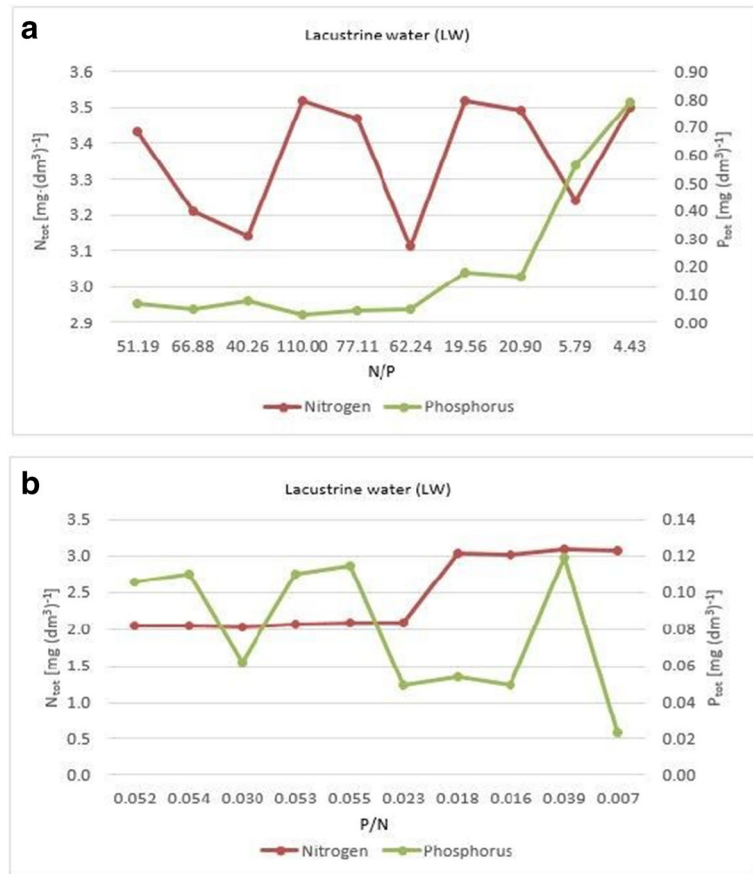 a
Lacustrine water (LW)
3.6 0.90
3.5 0.80
3.4 0.70
3.3 0.60
3.2 0.50
3.1 0.40
3.0 0.30
2.9 0.20
0.10
0.00
Ntot [mg·(dm³)-1]
Ptot [mg (dm³)-1]
51.19 66.88 40.26 110.00 77.11 62.24 19.56 20.90 5.79 4.43
N/P
Nitrogen Phosphorus
b
Lacustrine water (LW)
3.5 0.14
3.0 0.12
2.5 0.10
2.0 0.08
1.5 0.06
1.0 0.04
0.5 0.02
0.0 0.00
Ntot [mg (dm³)-1]
Ptot [mg (dm³)-1]
0.052 0.054 0.030 0.053 0.055 0.023 0.018 0.016 0.039 0.007
P/N
Nitrogen Phosphorus